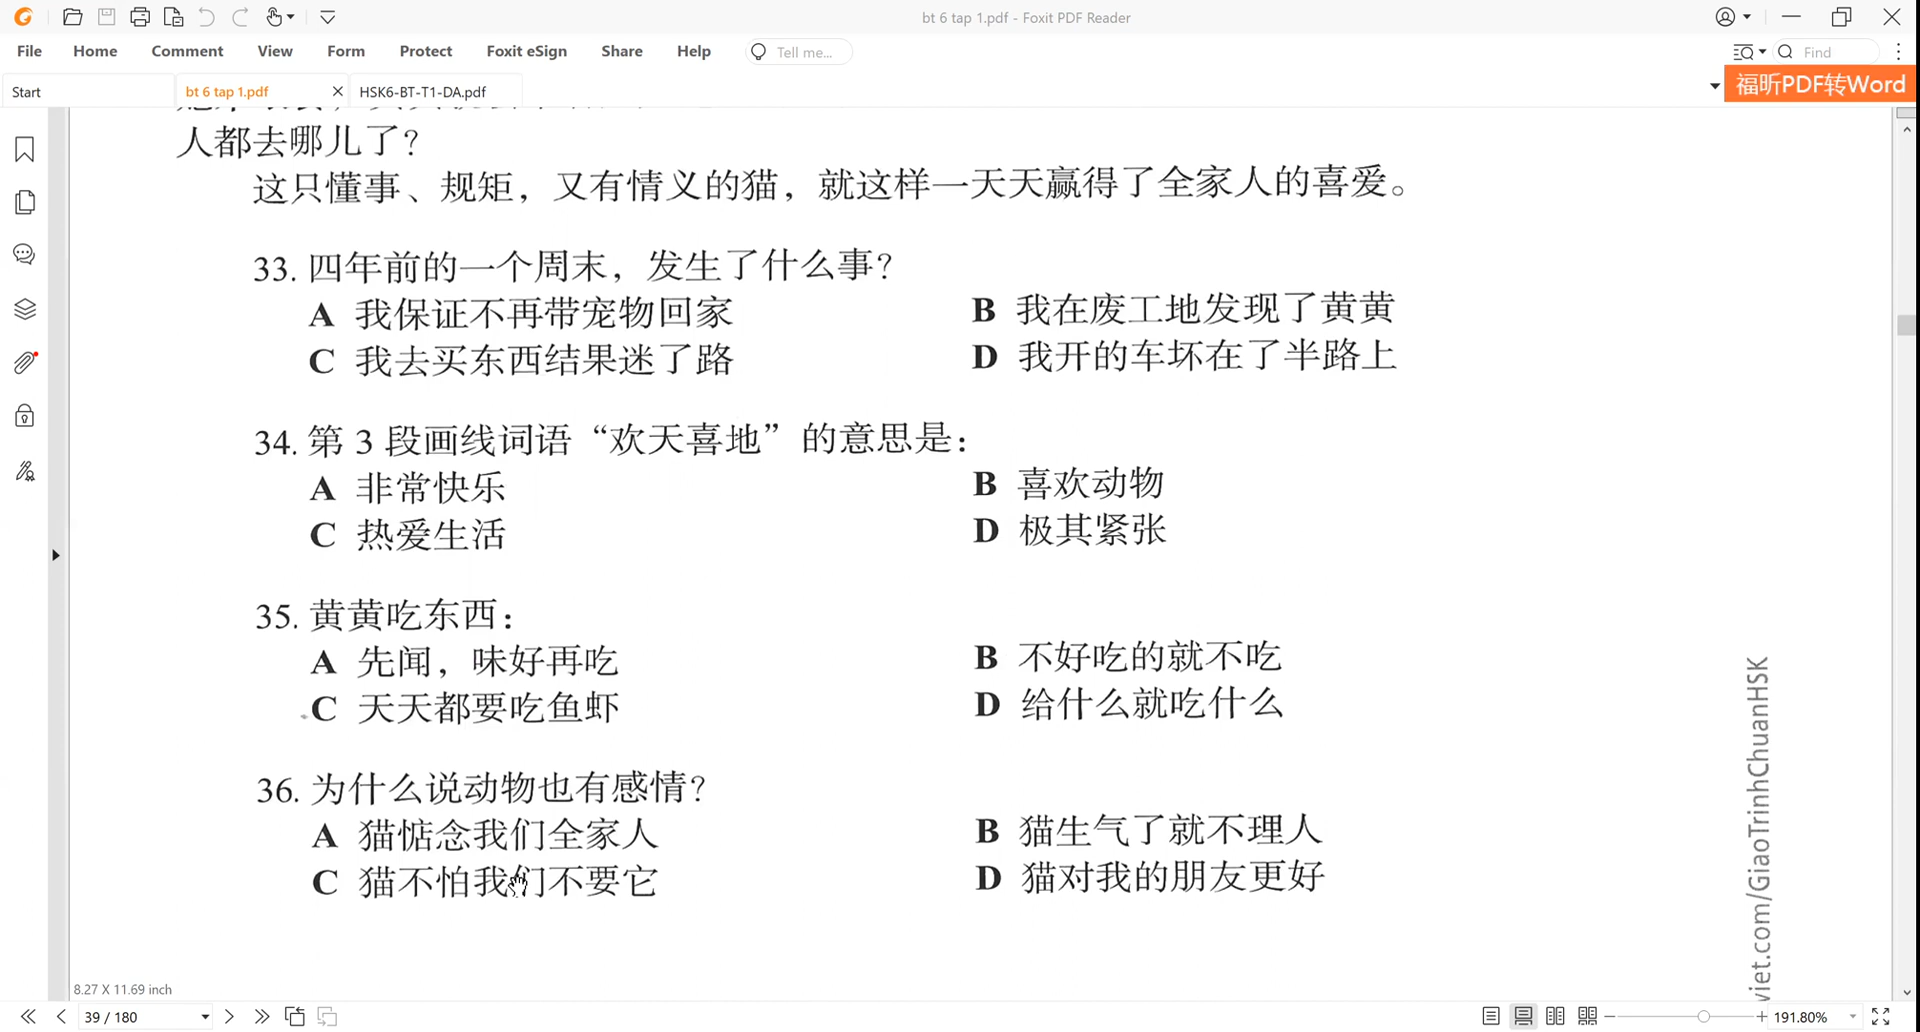 bt 6 tap 1.pdf - Foxit PDF Reader
File Home Comment View Form Protect Foxit eSign Share Help Tell me... Find
Start bt 6 tap 1.pdf HSK6-BT-T1-DA.pdf 福昕PDF转Word
人都去哪儿了?
这只懂事、规矩，又有情义的猫，就这样一天天赢得了全家人的喜爱。
33. 四年前的一个周末，发生了什么事?
A 我保证不再带宠物回家 B 我在废工地发现了黄黄
C 我去买东西结果迷了路 D 我开的车坏在了半路上
34. 第 3 段画线词语“欢天喜地”的意思是：
A 非常快乐 B 喜欢动物
C 热爱生活 D 极其紧张
35. 黄黄吃东西：
A 先闻，味好再吃 B 不好吃的就不吃
C 天天都要吃鱼虾 D 给什么就吃什么
36. 为什么说动物也有感情?
A 猫惦念我们全家人 B 猫生气了就不理人
C 猫不怕我们不要它 D 猫对我的朋友更好
viet.com/GiaoTrinhChuanHSK
8.27 X 11.69 inch
39 / 180 191.80%